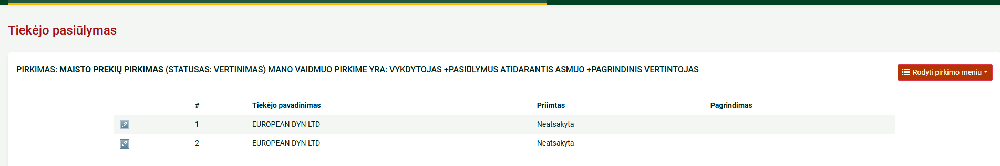 Tiekėjo pasiūlymas
PIRKIMAS: MAISTO PREKIŲ PIRKIMAS (STATUSAS: VERTINIMAS) MANO VAIDMUO PIRKIME YRA: VYKDYTOJAS +PASIŪLYMUS ATIDARANTIS ASMUO +PAGRINDINIS VERTINTOJAS
Rodyti pirkimo meniu
# Tiekėjo pavadinimas Priimtas Pagrindimas
1 EUROPEAN DYN LTD Neatsakyta
2 EUROPEAN DYN LTD Neatsakyta